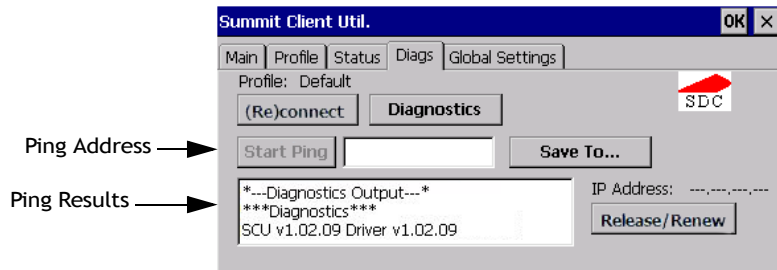 Summit Client Util. OK ×
Main Profile Status Diags Global Settings
Profile: Default
SDC
(Re)connect Diagnostics
Ping Address Start Ping Save To...
Ping Results
*---Diagnostics Output---*
***Diagnostics***
SCU v1.02.09 Driver v1.02.09
IP Address: ---.---.---.---
Release/Renew